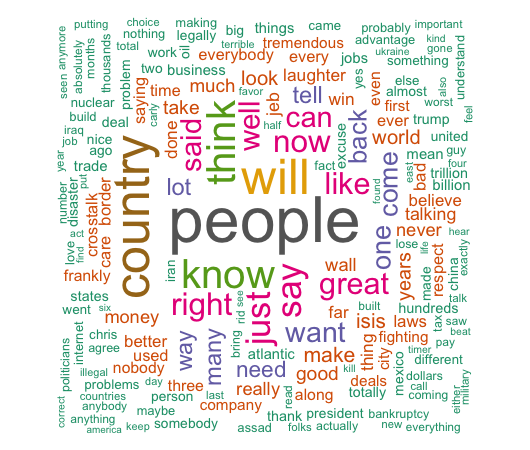 putting
choice
making
came
probably
important
nothing
legally
big
things
advantage
kind
seen
anymore
absolutely
months
thousands
total
work
oil
everybody
tremendous
ukraine
gone
terrible
every
jobs
something
problem
two
business
look
laughter
yes
else
also
understand
saying
time
much
jeb
tell
win
even
almost
worst
nuclear
carly
take
favor
well
can
first
trump
feel
build
deal
done
said
think
half
now
back
ever
world
united
iraq
nice
excuse
mean
guy
job
ago
will
fact
come
bad
east
four
year
trade
country
lot
like
found
trillion
billion
number
disaster
put
crosstalk
border
people
one
believe
talking
love
act
find
care
never
hear
frankly
iran
know
wall
years
lose
life
exactly
states
right
just
say
great
made
respect
china
went
six
rid
see
far
built
hundreds
talk
money
isis
laws
tax
saw
internet
chris
better
way
many
bring
want
fighting
beat
politicians
agree
used
atlantic
make
thing
city
timer
pay
illegal
nobody
need
kill
good
mexico
different
problems
day
three
really
deals
call
dollars
either
military
correct
countries
person
last
read
along
totally
coming
anybody
maybe
company
thank
president
bankruptcy
anything
america
keep
somebody
assad
folks
actually
new
everything